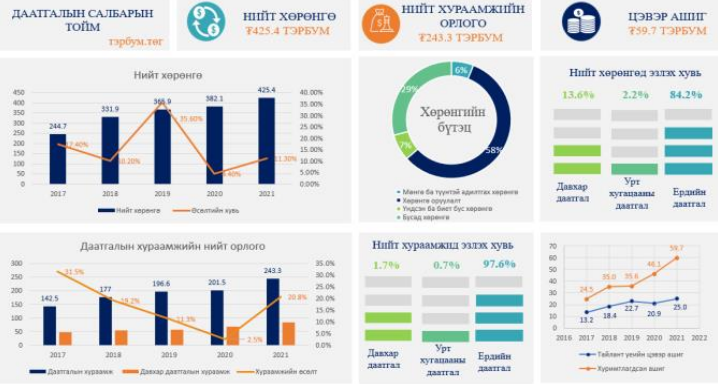 ДААТГАЛЫН САЛБАРЫН
ТОЙМ
тэрбум.төг
НИЙТ ХӨРӨНГӨ
₮425.4 ТЭРБУМ
НИЙТ ХУРААМЖИЙН
ОРЛОГО
₮243.3 ТЭРБУМ
ЦЭВЭР АШИГ
₮59.7 ТЭРБУМ
Нийт хөрөнгө
450
400
350
300
250
200
150
100
50
0
40.00%
35.00%
30.00%
25.00%
20.00%
15.00%
10.00%
5.00%
0.00%
244.7
331.9
382.1
425.4
10.20%
35.60%
11.30%
2017 2018 2019 2020 2021
Нийт хөрөнгө Өсөлтийн хувь
6%
29%
7%
58%
Хөрөнгийн
бүтэц
Мөнгө ба түүнтэй адилтгах хөрөнгө
Хөрөнгө оруулалт
Үндсэн ба биет бус хөрөнгө
Бусад хөрөнгө
Нийт хөрөнгөд эзлэх хувь
13.6% 2.2% 84.2%
Давхар
даатгал
Урт
хугацааны
даатгал
Ердийн
даатгал
Даатгалын хураамжийн нийт орлого
300
250
200
150
100
50
0
35.0%
30.0%
25.0%
20.0%
15.0%
10.0%
5.0%
0.0%
142.5
177
196.6
201.5
243.3
31.5%
19.2%
11.3%
2.5%
20.8%
2017 2018 2019 2020 2021
Даатгалын хураамж Давхар даатгалын хураамж Хураамжийн өсөлт
Нийт хураамжид эзлэх хувь
1.7% 0.7% 97.6%
Давхар
даатгал
Урт
хугацааны
даатгал
Ердийн
даатгал
70
60
50
40
30
20
10
0
24.5
35.0
35.6
46.1
59.7
13.2
18.4
22.7
20.9
25.0
2016 2017 2018 2019 2020 2021 2022
Тайлант үеийн цэвэр ашиг
Хуримтлагдсан ашиг